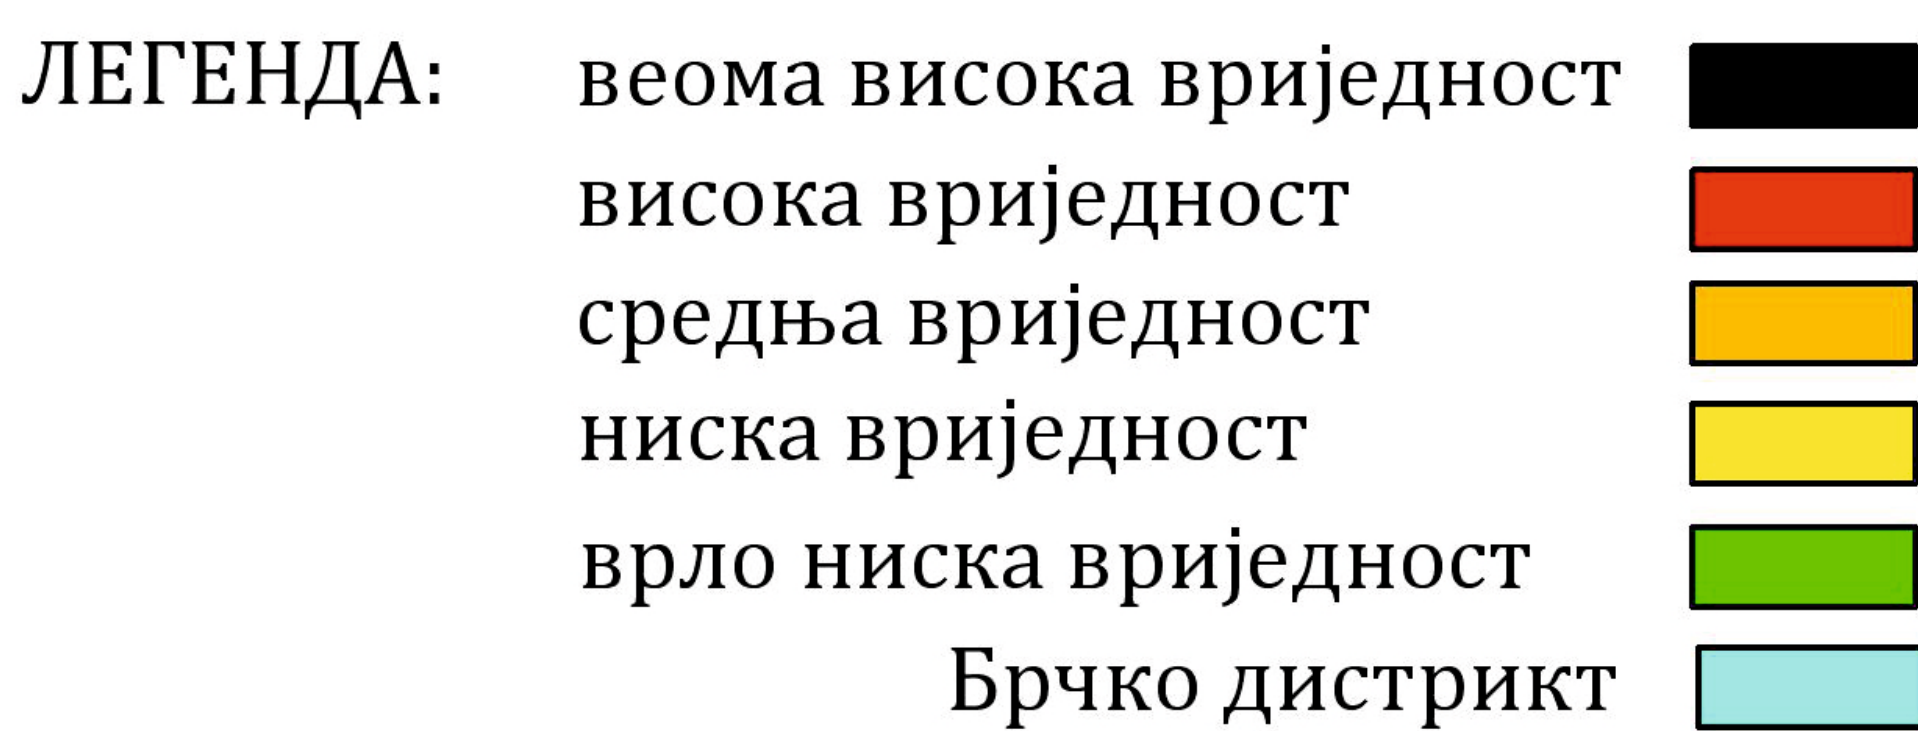 ЛЕГЕНДА: веома висока вриједност
висока вриједност
средња вриједност
ниска вриједност
врло ниска вриједност
Брчко дистрикт